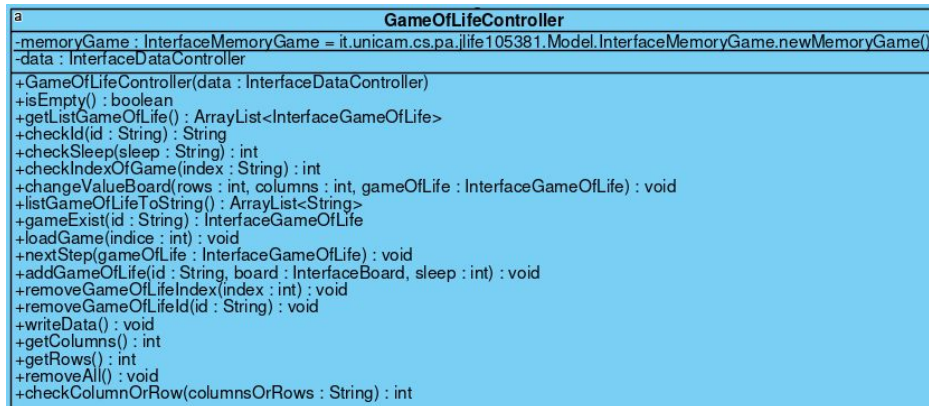 a
GameOfLifeController
-memoryGame : InterfaceMemoryGame = it.unicam.cs.pa.jlife105381.Model.InterfaceMemoryGame.newMemoryGame()
-data : InterfaceDataController
+GameOfLifeController(data : InterfaceDataController)
+isEmpty() : boolean
+getListGameOfLife() : ArrayList<InterfaceGameOfLife>
+checkId(id : String) : String
+checkSleep(sleep : String) : int
+checkIndexOfGame(index : String) : int
+changeValueBoard(rows : int, columns : int, gameOfLife : InterfaceGameOfLife) : void
+listGameOfLifeToString() : ArrayList<String>
+gameExist(id : String) : InterfaceGameOfLife
+loadGame(indice : int) : void
+nextStep(gameOfLife : InterfaceGameOfLife) : void
+addGameOfLife(id : String, board : InterfaceBoard, sleep : int) : void
+removeGameOfLifeIndex(index : int) : void
+removeGameOfLifeId(id : String) : void
+writeData() : void
+getColumns() : int
+getRows() : int
+removeAll() : void
+checkColumnOrRow(columnsOrRows : String) : int